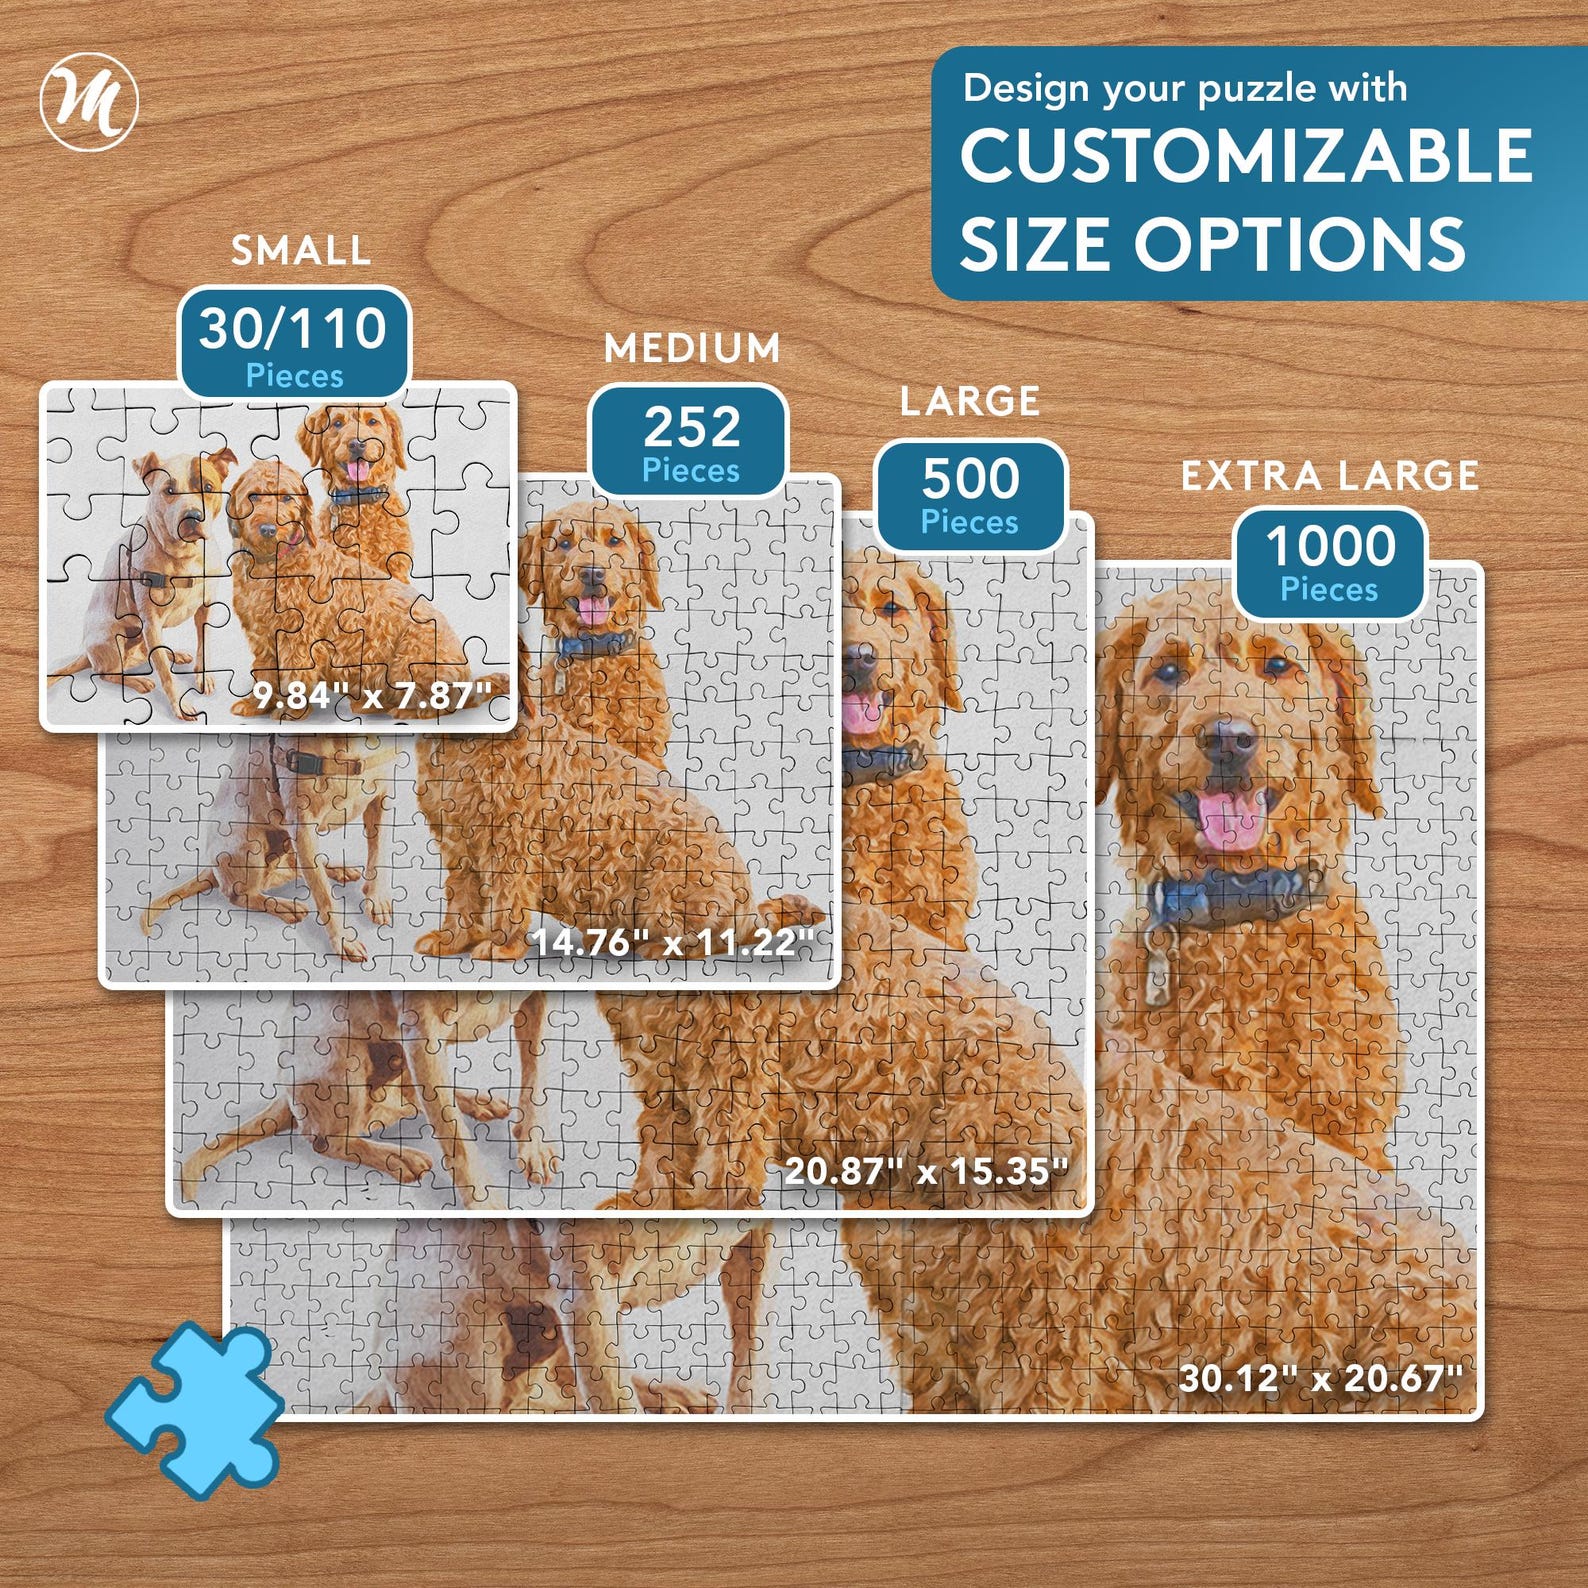 M
Design your puzzle with
CUSTOMIZABLE
SIZE OPTIONS
SMALL
30/110
Pieces
9.84" x 7.87"
MEDIUM
252
Pieces
14.76" x 11.22"
LARGE
500
Pieces
20.87" x 15.35"
EXTRA LARGE
1000
Pieces
30.12" x 20.67"